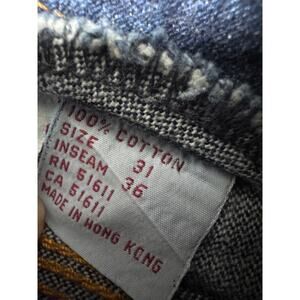 100% COTTON
SIZE 31
INSEAM 36
RN 51611
CA 51611
MADE IN HONG KONG